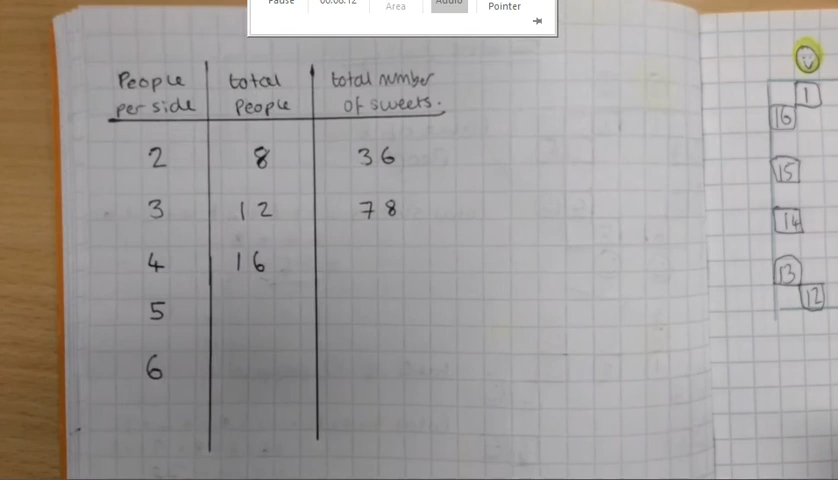 Pause 00:08:12 Area Audio Pointer
People total total number
per side People of sweets.
2 8 36
3 12 78
4 16
5
6
1
16
15
14
13
12